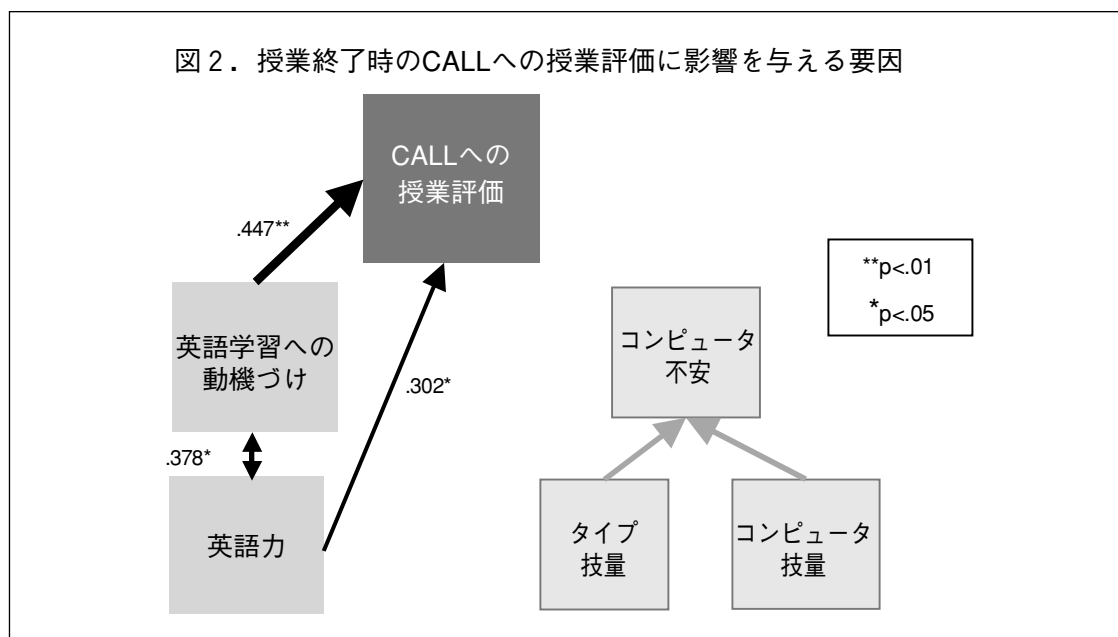 図２．授業終了時のCALLへの授業評価に影響を与える要因
CALLへの
授業評価
.447**
**p<.01
*p<.05
英語学習への
動機づけ
コンピュータ
不安
.302*
.378*
英語力
タイプ
技量
コンピュータ
技量